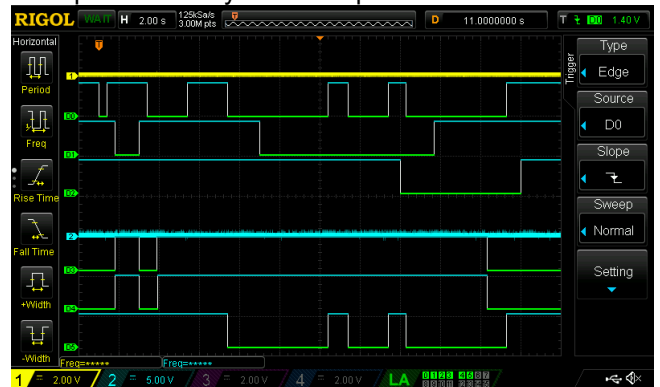 RIGOL WAIT H 2.00 s 125kSa/s 3.00M pts D 11.0000000 s T D0 1.40 V
Horizontal
Period
Freq
Rise Time
Fall Time
+Width
-Width
1
D0
D1
D2
2
D3
D4
D5
Freq=***** Freq=*****
Trigger
Type
Edge
Source
D0
Slope
Sweep
Normal
Setting
1 = 2.00 V 2 = 5.00 V 3 = 2.00 V 4 = 2.00 V LA